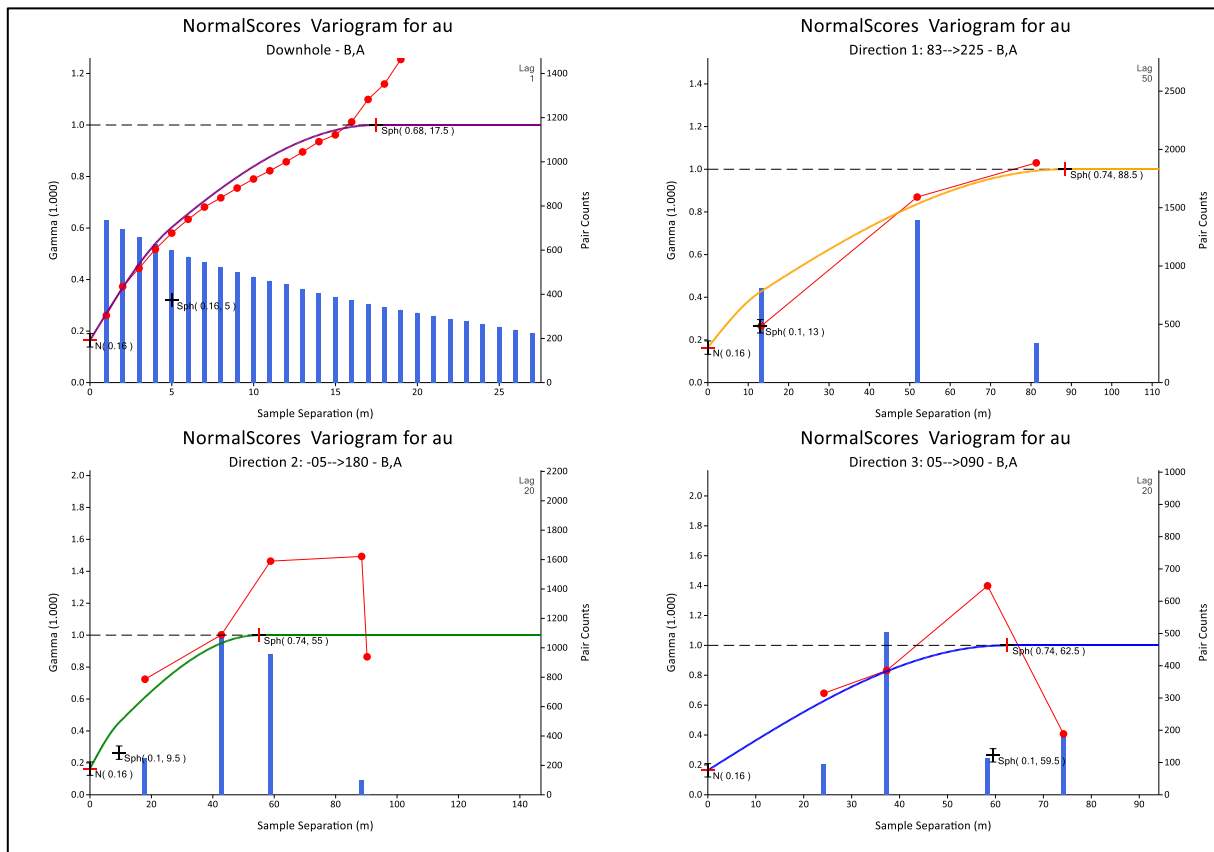 NormalScores Variogram for au
Downhole - B,A
Lag
1
1.2
1.0
0.8
0.6
0.4
0.2
0.0
Gamma (1.000)
1400
1200
1000
800
600
400
200
0
Pair Counts
Sph( 0.68, 17.5 )
Sph( 0.16, 5 )
N( 0.16 )
0 5 10 15 20 25
Sample Separation (m)
NormalScores Variogram for au
Direction 1: 83-->225 - B,A
Lag
50
1.4
1.2
1.0
0.8
0.6
0.4
0.2
0.0
Gamma (1.000)
2500
2000
1500
1000
500
0
Pair Counts
Sph( 0.74, 88.5 )
Sph( 0.1, 13 )
N( 0.16 )
0 10 20 30 40 50 60 70 80 90 100 110
Sample Separation (m)
NormalScores Variogram for au
Direction 2: -05-->180 - B,A
Lag
20
2.0
1.8
1.6
1.4
1.2
1.0
0.8
0.6
0.4
0.2
0.0
Gamma (1.000)
2200
2000
1800
1600
1400
1200
1000
800
600
400
200
0
Pair Counts
Sph( 0.74, 55 )
Sph( 0.1, 9.5 )
N( 0.16 )
0 20 40 60 80 100 120 140
Sample Separation (m)
NormalScores Variogram for au
Direction 3: 05-->090 - B,A
Lag
20
2.0
1.8
1.6
1.4
1.2
1.0
0.8
0.6
0.4
0.2
0.0
Gamma (1.000)
1000
900
800
700
600
500
400
300
200
100
0
Pair Counts
Sph( 0.74, 62.5 )
Sph( 0.1, 59.5 )
N( 0.16 )
0 10 20 30 40 50 60 70 80 90
Sample Separation (m)